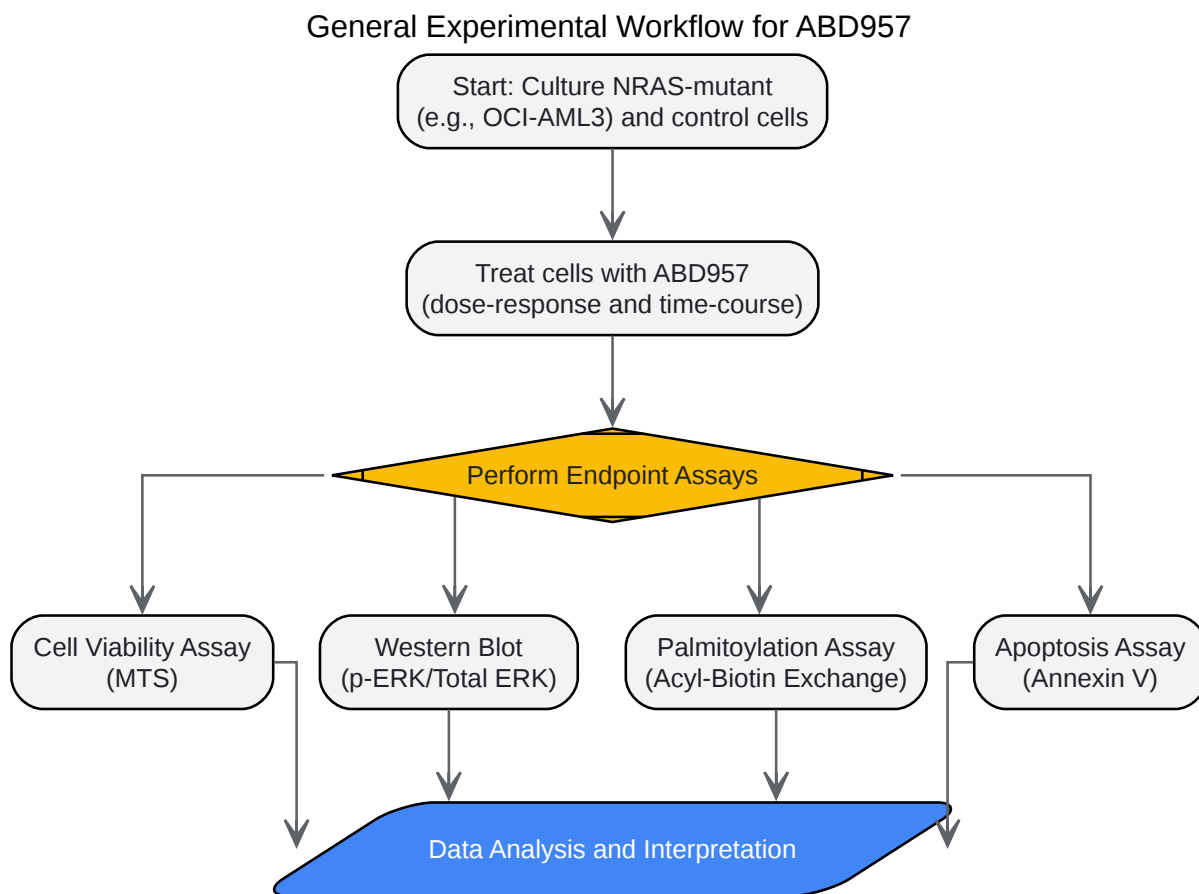 General Experimental Workflow for ABD957
Start: Culture NRAS-mutant
(e.g., OCI-AML3) and control cells
Treat cells with ABD957
(dose-response and time-course)
Perform Endpoint Assays
Cell Viability Assay
(MTS)
Western Blot
(p-ERK/Total ERK)
Palmitoylation Assay
(Acyl-Biotin Exchange)
Apoptosis Assay
(Annexin V)
Data Analysis and Interpretation